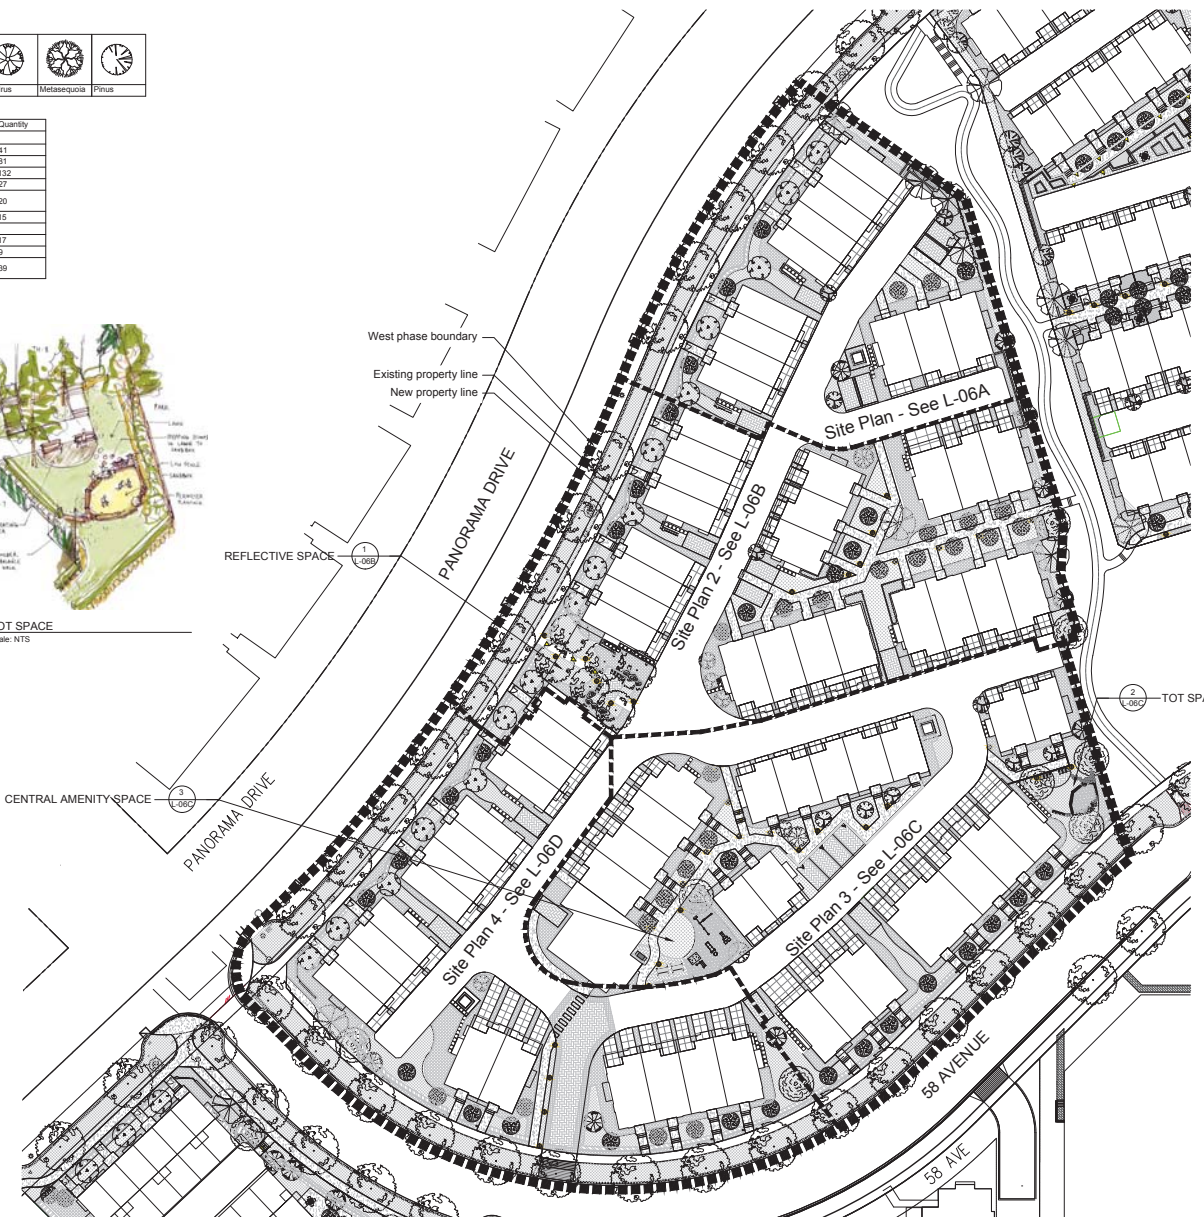 Metasequoia
Pinus
Quantity
41
31
132
27
20
15
17
9
39
West phase boundary
Existing property line
New property line
PANORAMA DRIVE
REFLECTIVE SPACE
1
L-06B
PARK
LAWN
Site Plan - See L-06A
Site Plan 2 - See L-06B
2
L-06C
CENTRAL AMENITY SPACE
3
L-06C
PANORAMA DRIVE
Site Plan 4 - See L-06D
Site Plan 3 - See L-06C
58 AVENUE
58 AVE
OT SPACE
ale: NTS
TOT SPA